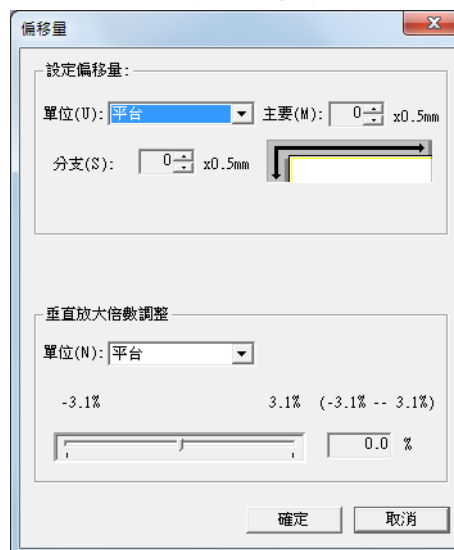 偏移量
設定偏移量:
單位(U): 平台 主要(M): 0 x0.5mm
分支(S): 0 x0.5mm
垂直放大倍數調整
單位(N): 平台
-3.1% 3.1% (-3.1% -- 3.1%)
0.0 %
確定 取消